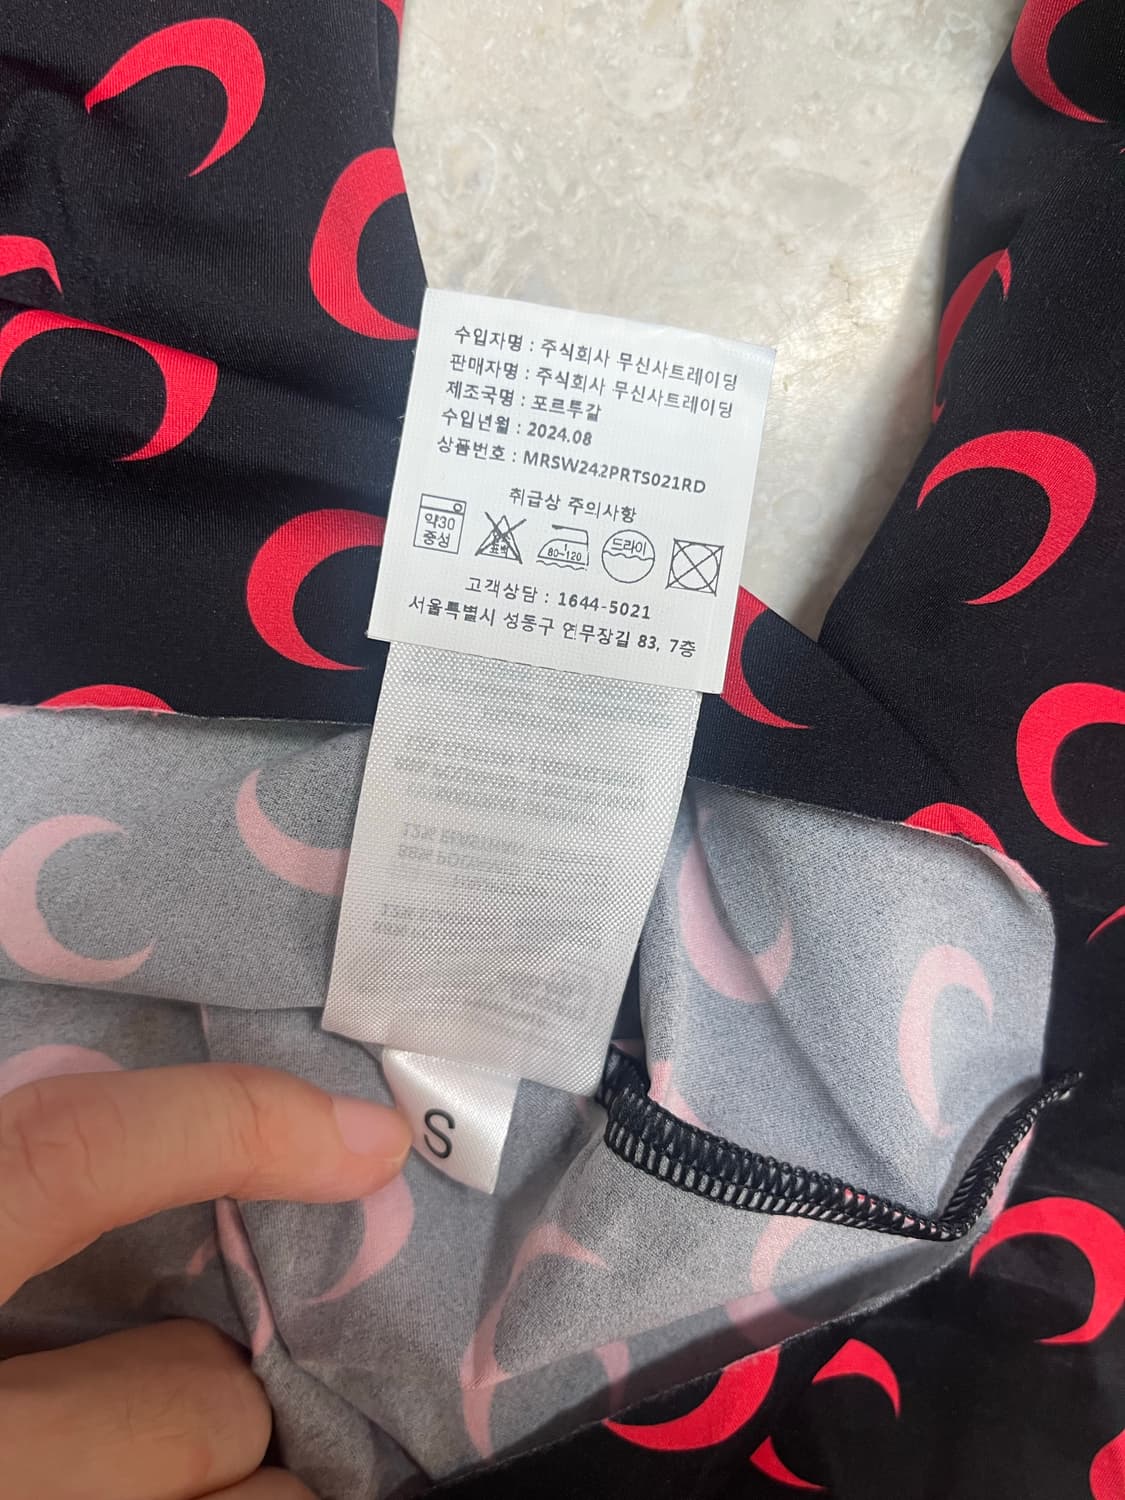 수입자명 : 주식회사 무신사트레이딩
판매자명 : 주식회사 무신사트레이딩
제조국명 : 포르투갈
수입년월 : 2024.08
상품번호 : MRSW242PRTS021RD
취급상 주의사항
약30
중성
표백
80~120
드라이
고객상담 : 1644-5021
서울특별시 성동구 연무장길 83, 7층
S